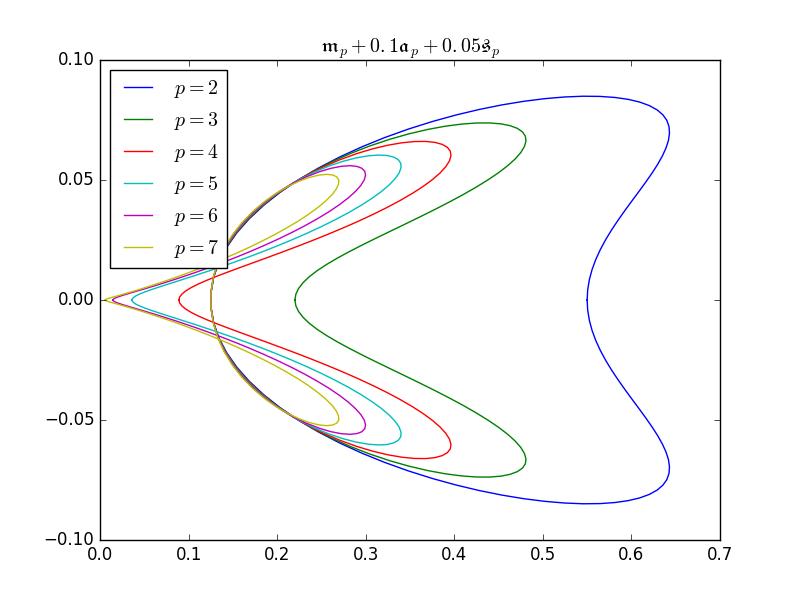 𝔪_p + 0.1𝔞_p + 0.05𝔰_p
0.10
p = 2
p = 3
p = 4
0.05
p = 5
p = 6
p = 7
0.00
−0.05
−0.10
0.0 0.1 0.2 0.3 0.4 0.5 0.6 0.7